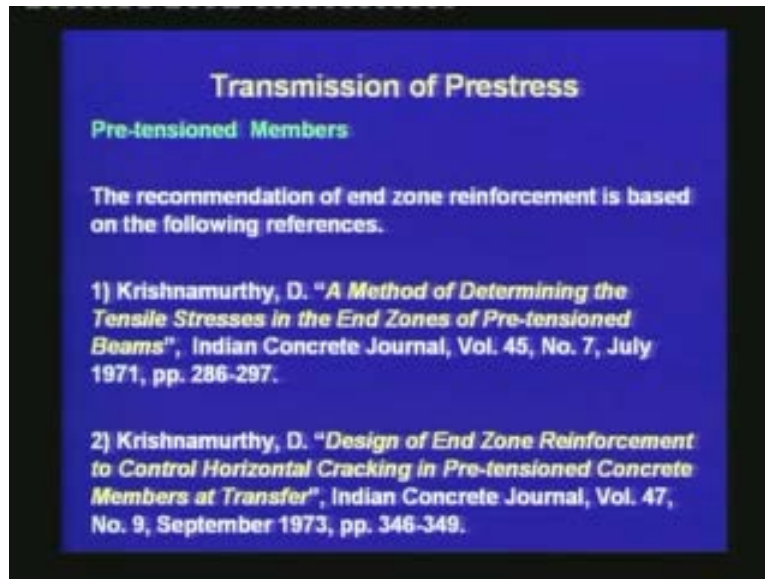 Transmission of Prestress
Pre-tensioned Members
The recommendation of end zone reinforcement is based
on the following references.
1) Krishnamurthy, D. “A Method of Determining the
Tensile Stresses in the End Zones of Pre-tensioned
Beams”, Indian Concrete Journal, Vol. 45, No. 7, July
1971, pp. 286-297.
2) Krishnamurthy, D. “Design of End Zone Reinforcement
to Control Horizontal Cracking in Pre-tensioned Concrete
Members at Transfer”, Indian Concrete Journal, Vol. 47,
No. 9, September 1973, pp. 346-349.